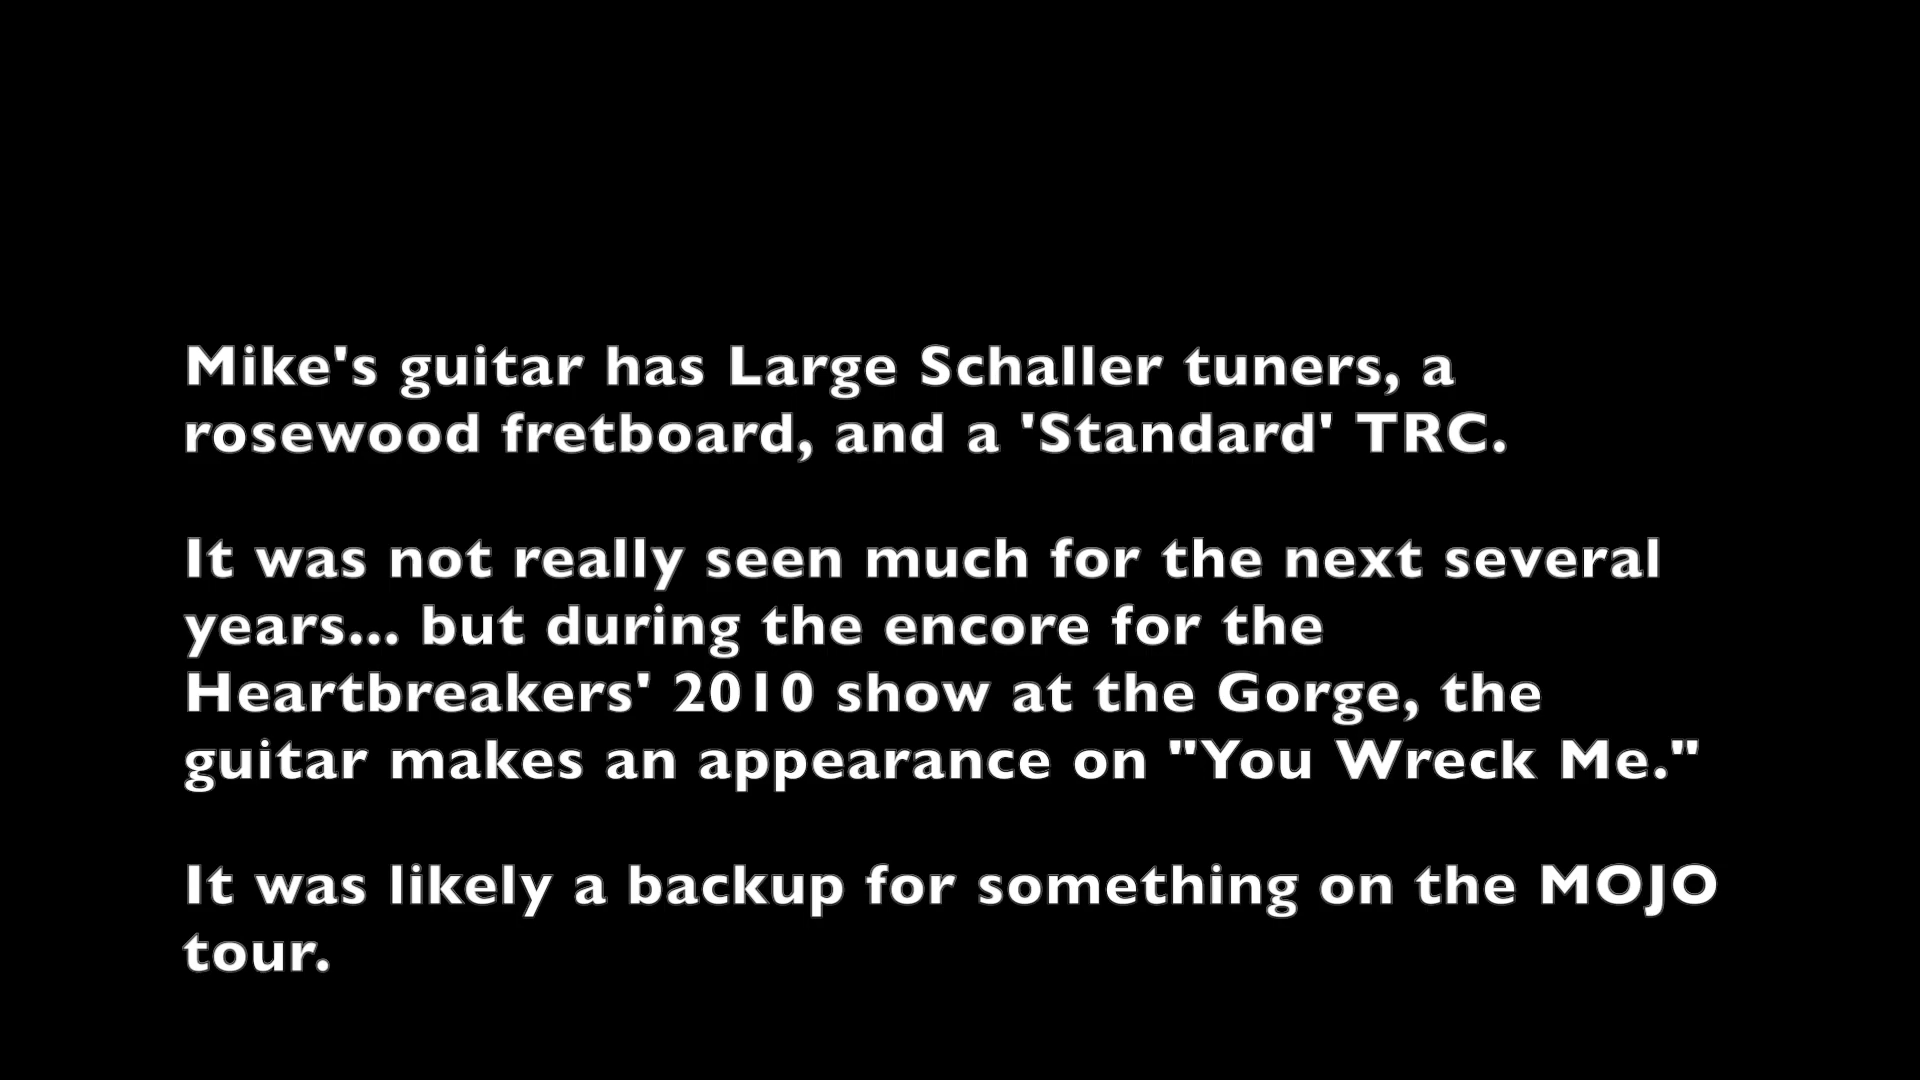 Mike's guitar has Large Schaller tuners, a
rosewood fretboard, and a 'Standard' TRC.
It was not really seen much for the next several
years... but during the encore for the
Heartbreakers' 2010 show at the Gorge, the
guitar makes an appearance on "You Wreck Me."
It was likely a backup for something on the MOJO
tour.